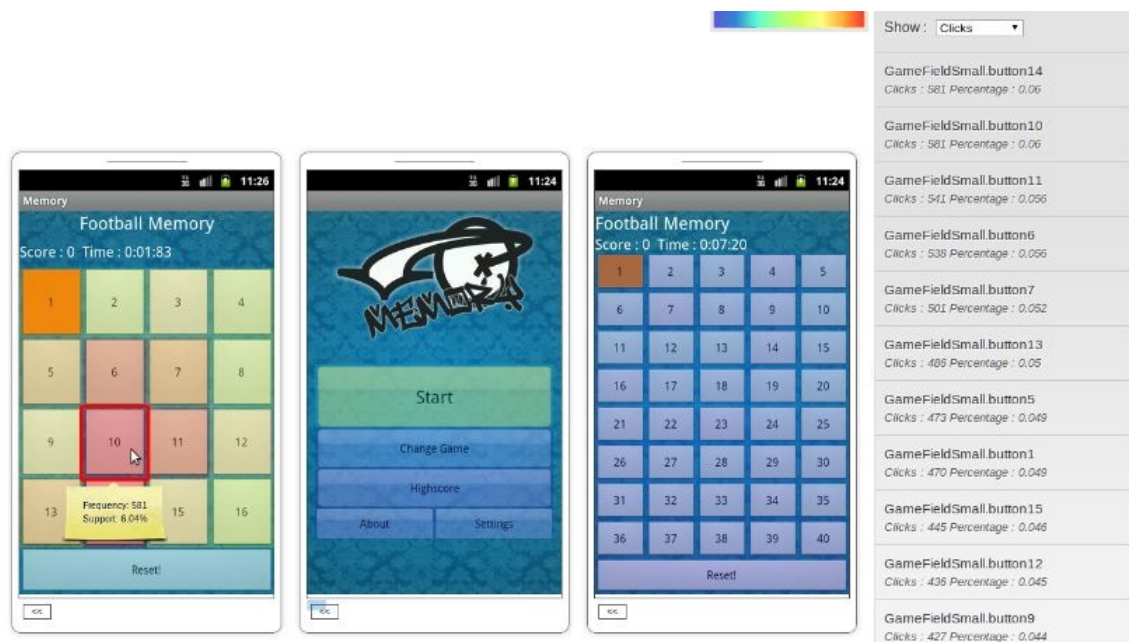 Show : Clicks
GameFieldSmall.button14
Clicks : 581 Percentage : 0.06
GameFieldSmall.button10
Clicks : 581 Percentage : 0.06
GameFieldSmall.button11
Clicks : 541 Percentage : 0.056
GameFieldSmall.button6
Clicks : 538 Percentage : 0.056
GameFieldSmall.button7
Clicks : 501 Percentage : 0.052
GameFieldSmall.button13
Clicks : 486 Percentage : 0.05
GameFieldSmall.button5
Clicks : 473 Percentage : 0.049
GameFieldSmall.button1
Clicks : 470 Percentage : 0.049
GameFieldSmall.button15
Clicks : 445 Percentage : 0.046
GameFieldSmall.button12
Clicks : 436 Percentage : 0.045
GameFieldSmall.button9
Clicks : 427 Percentage : 0.044
11:26
Memory
Football Memory
Score : 0 Time : 0:01:83
1 2 3 4
5 6 7 8
9 10 11 12
13 15 16
Frequency: 581
Support: 6.04%
Reset!
<<
11:24
MEMORY
Start
Change Game
Highscore
About Settings
<<
11:24
Memory
Football Memory
Score : 0 Time : 0:07:20
1 2 3 4 5
6 7 8 9 10
11 12 13 14 15
16 17 18 19 20
21 22 23 24 25
26 27 28 29 30
31 32 33 34 35
36 37 38 39 40
Reset!
<<